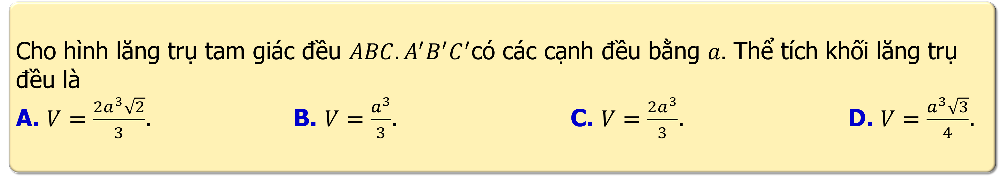 Cho hình lăng trụ tam giác đều ABC.A′B′C′có các cạnh đều bằng a. Thể tích khối lăng trụ
đều là
A. V = \frac{2a^3\sqrt{2}}{3}. B. V = \frac{a^3}{3}. C. V = \frac{2a^3}{3}. D. V = \frac{a^3\sqrt{3}}{4}.